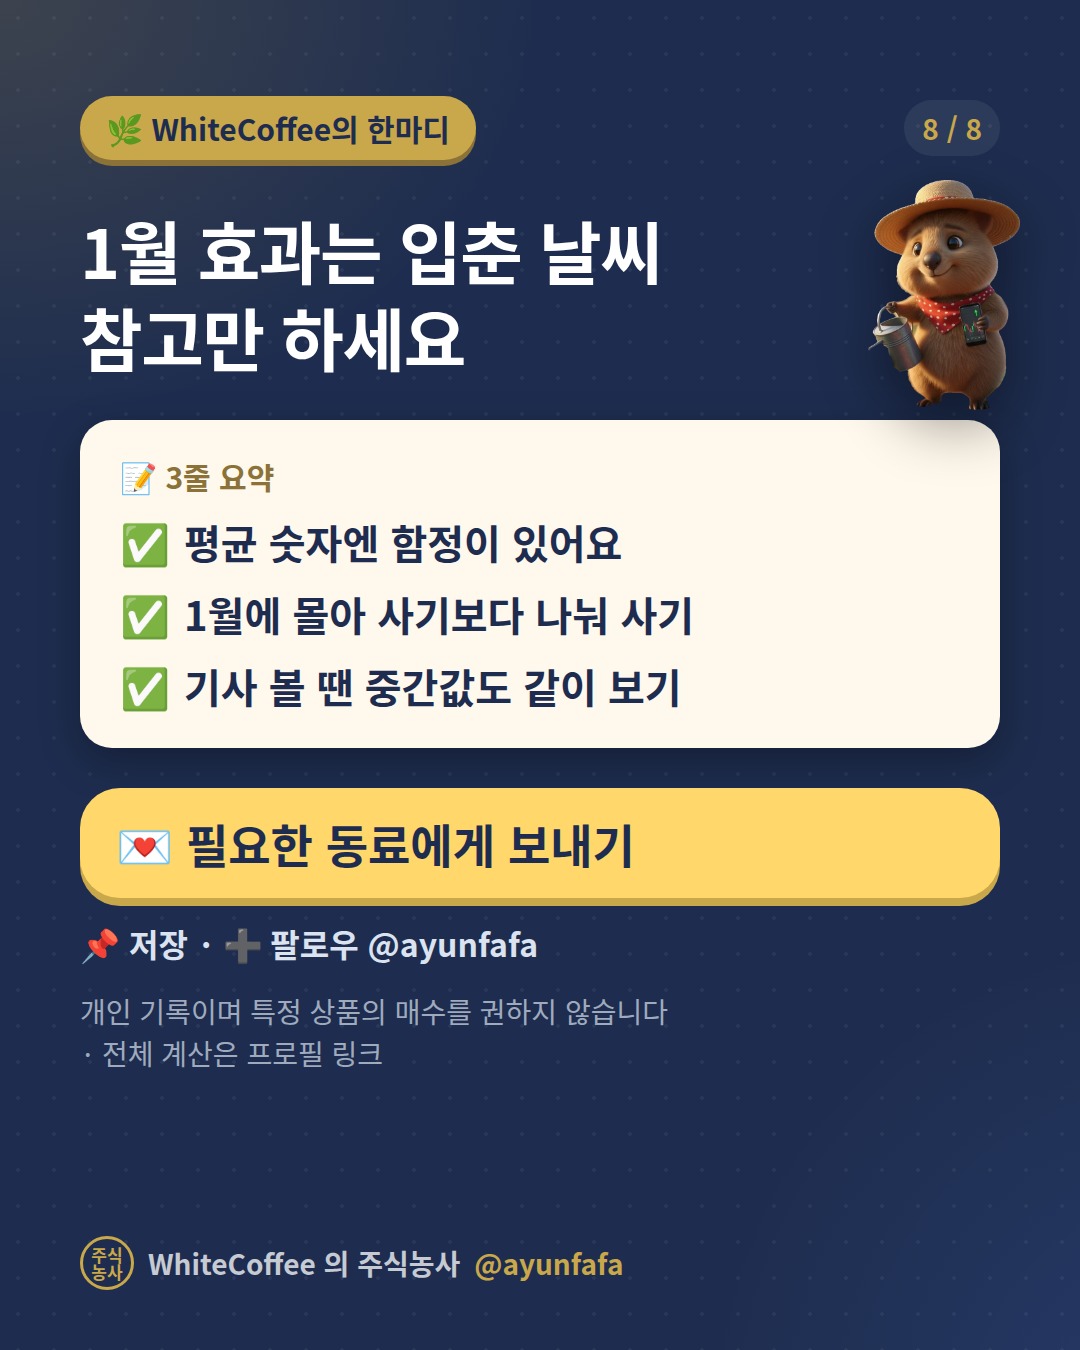 🌿 WhiteCoffee의 한마디
8 / 8
1월 효과는 입춘 날씨
참고만 하세요
📝 3줄 요약
✅ 평균 숫자엔 함정이 있어요
✅ 1월에 몰아 사기보다 나눠 사기
✅ 기사 볼 땐 중간값도 같이 보기
💌 필요한 동료에게 보내기
📌 저장 · ➕ 팔로우 @ayunfafa
개인 기록이며 특정 상품의 매수를 권하지 않습니다
· 전체 계산은 프로필 링크
주식
농사
WhiteCoffee 의 주식농사 @ayunfafa